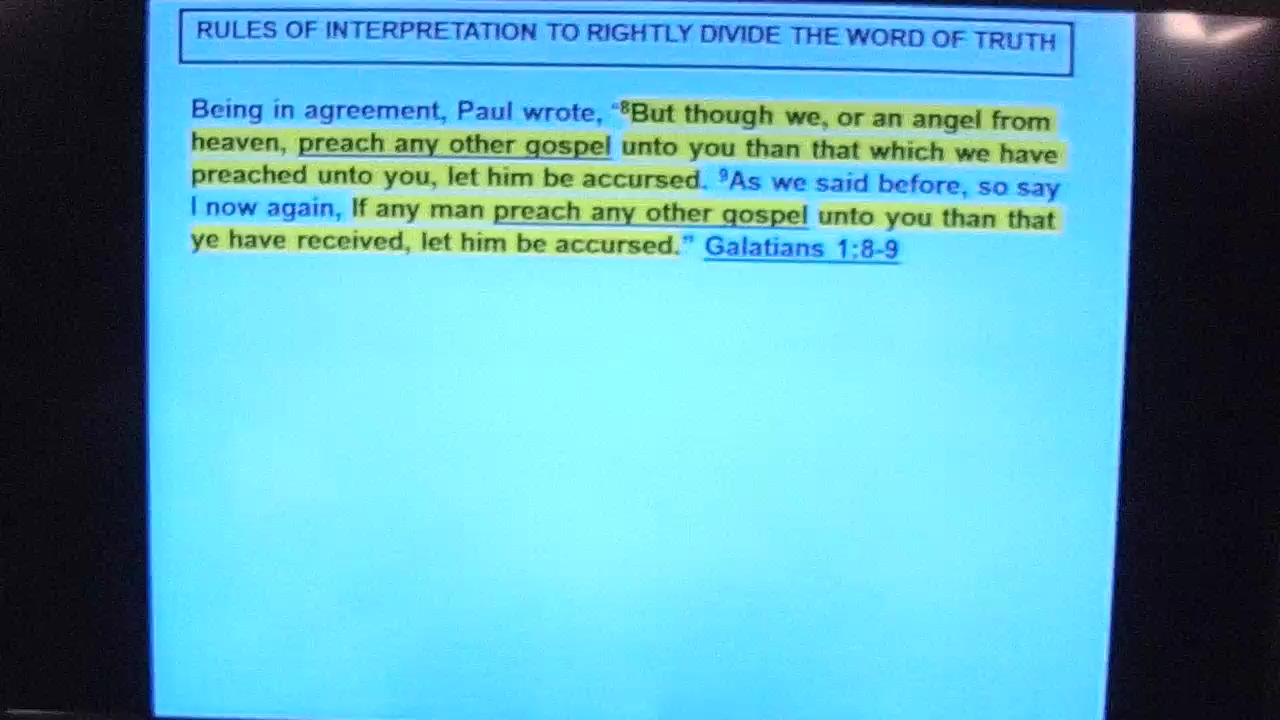 RULES OF INTERPRETATION TO RIGHTLY DIVIDE THE WORD OF TRUTH
Being in agreement, Paul wrote, “⁸But though we, or an angel from
heaven, preach any other gospel unto you than that which we have
preached unto you, let him be accursed. ⁹As we said before, so say
I now again, If any man preach any other gospel unto you than that
ye have received, let him be accursed.” Galatians 1:8-9